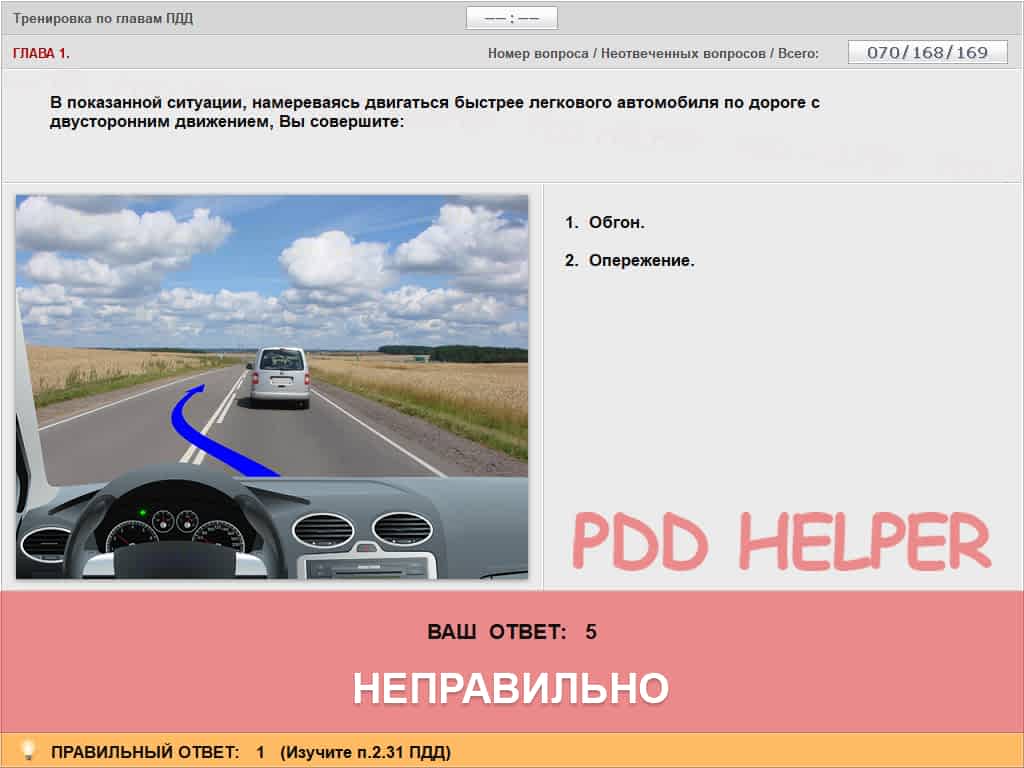 Тренировка по главам ПДД
—— : ——
ГЛАВА 1.
Номер вопроса / Неотвеченных вопросов / Всего:
070/168/169
В показанной ситуации, намереваясь двигаться быстрее легкового автомобиля по дороге с
двусторонним движением, Вы совершите:
1. Обгон.
2. Опережение.
PDD HELPER
ВАШ ОТВЕТ: 5
НЕПРАВИЛЬНО
ПРАВИЛЬНЫЙ ОТВЕТ: 1 (Изучите п.2.31 ПДД)